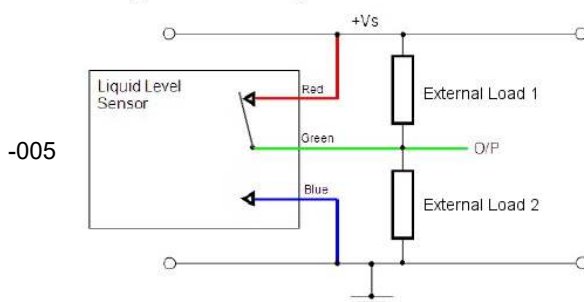 +Vs
Liquid Level
Sensor
Red
External Load 1
-005
Green
O/P
Blue
External Load 2